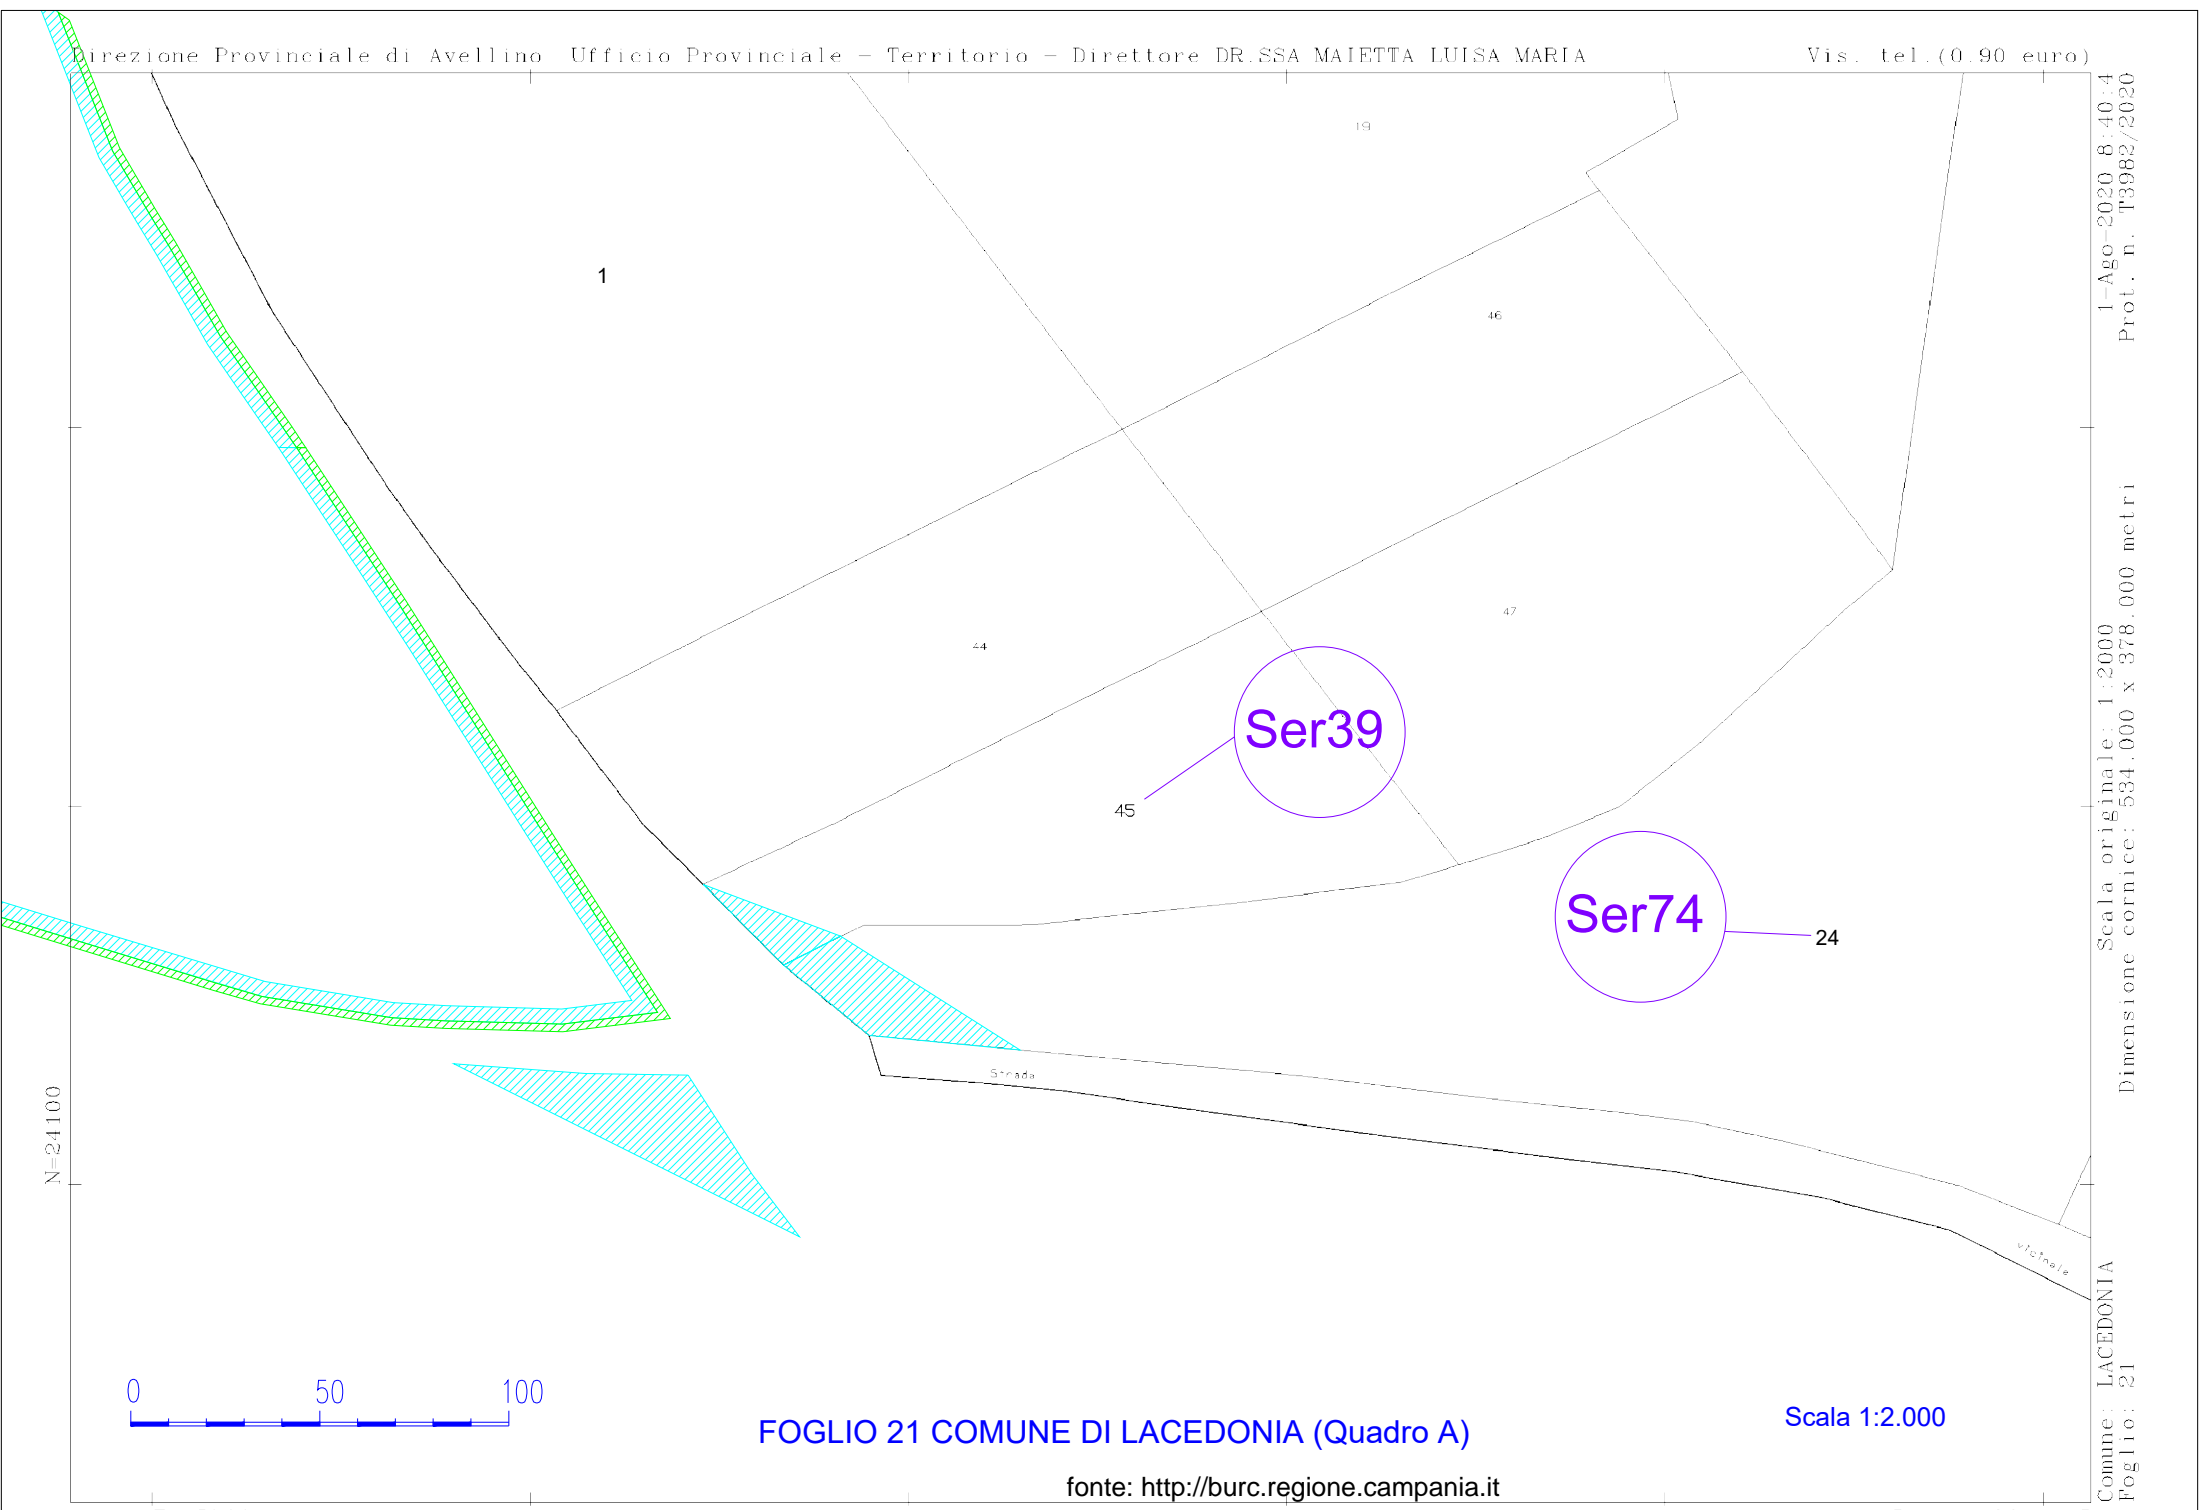 Direzione Provinciale di Avellino Ufficio Provinciale - Territorio - Direttore DR.SSA MAIETTA LUISA MARIA
Vis. tel.(0.90 euro)
1-Ago-2020 8:40:4
Prot. n. T3982/2020
Scala originale: 1:2000
Dimensione cornice: 534.000 x 378.000 metri
Comune: LACEDONIA
Foglio: 21
N=24100
19
1
46
44
47
Ser39
45
Ser74
24
Strada
vicinale
0 50 100
FOGLIO 21 COMUNE DI LACEDONIA (Quadro A)
Scala 1:2.000
fonte: http://burc.regione.campania.it